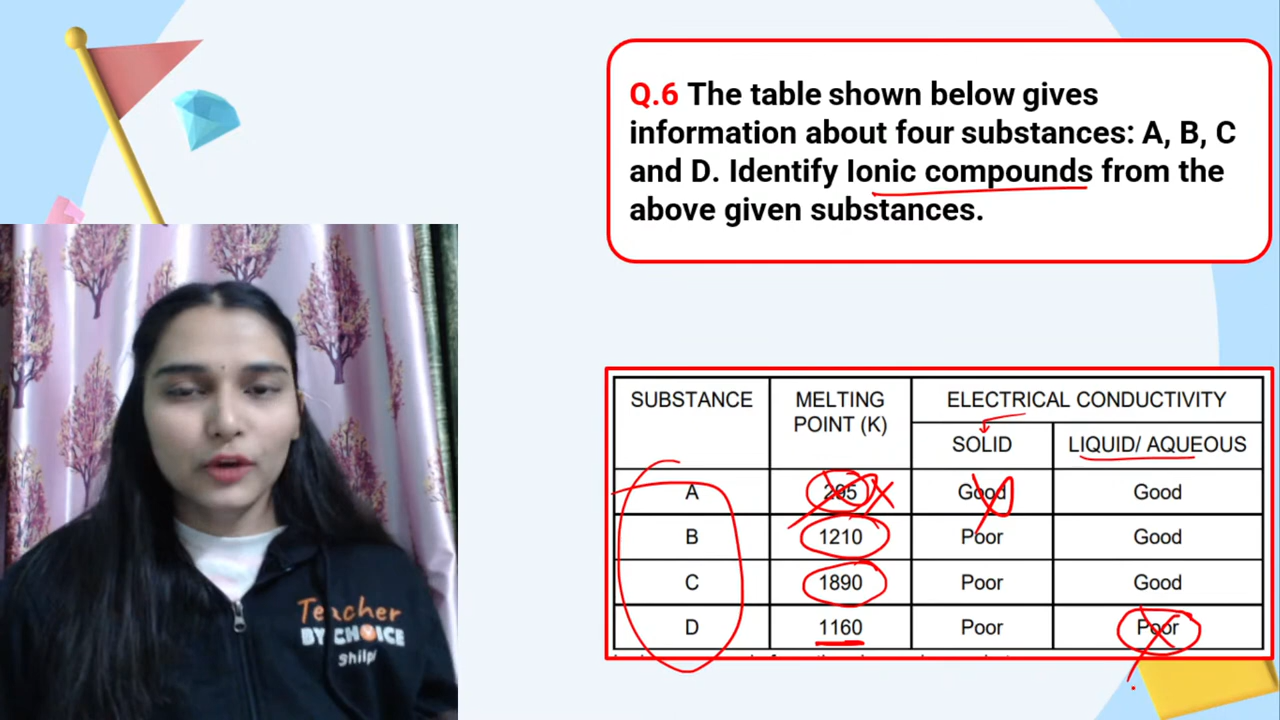 Q.6 The table shown below gives
information about four substances: A, B, C
and D. Identify Ionic compounds from the
above given substances.
SUBSTANCE MELTING POINT (K) ELECTRICAL CONDUCTIVITY
SOLID LIQUID/ AQUEOUS
A 295 Good Good
B 1210 Poor Good
C 1890 Poor Good
D 1160 Poor Poor
Teacher
BY CHOICE